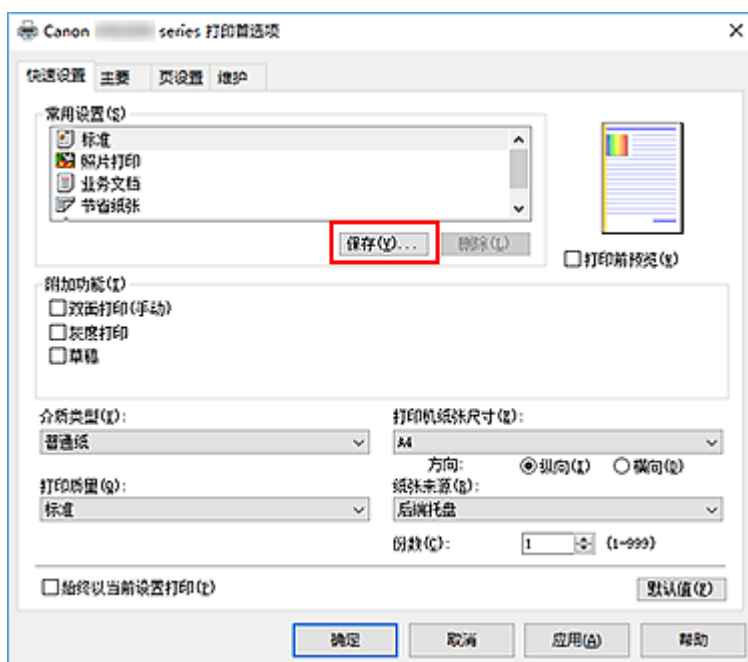 Canon series 打印首选项
快速设置 主要 页设置 维护
常用设置(S)
标准
照片打印
业务文档
节省纸张
保存(V)... 删除(L)
打印前预览(W)
附加功能(I)
双面打印(手动)
灰度打印
草稿
介质类型(Y): 打印机纸张尺寸(Z):
普通纸 A4
方向: 纵向(I) 横向(D)
打印质量(Q): 纸张来源(B):
标准 后端托盘
份数(C): 1 (1-999)
始终以当前设置打印(P) 默认值(F)
确定 取消 应用(A) 帮助